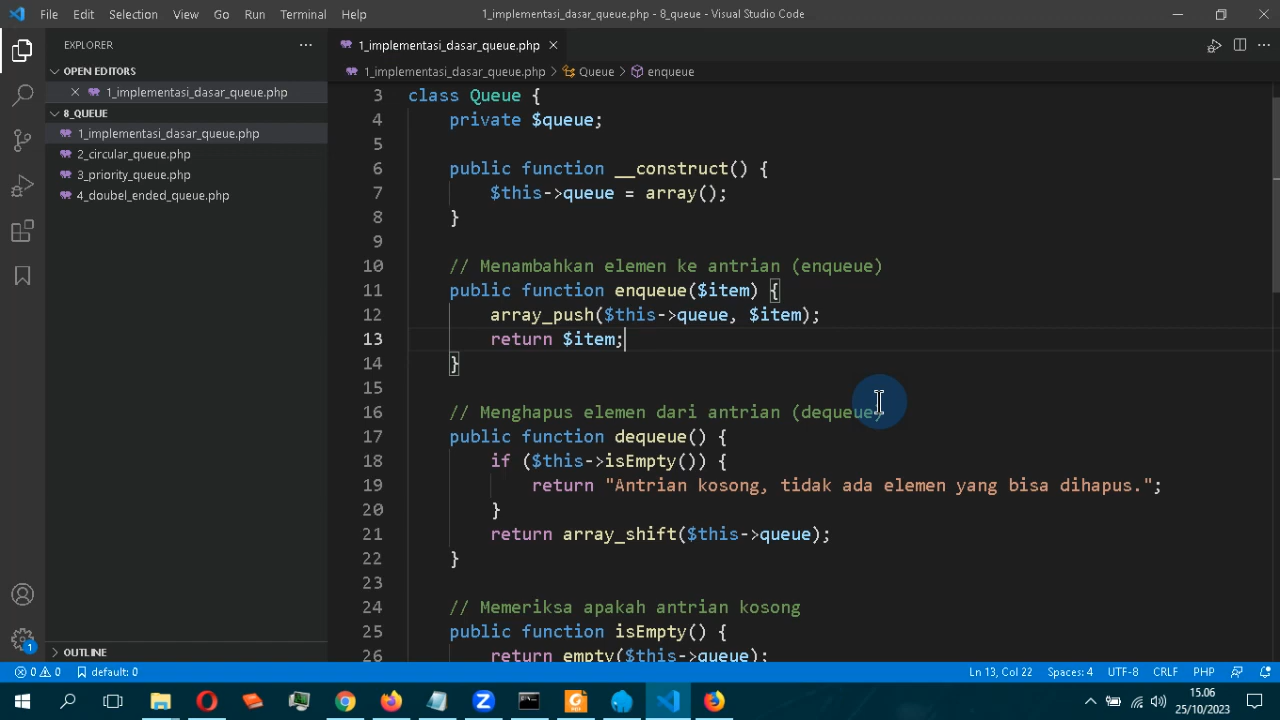 File Edit Selection View Go Run Terminal Help
1_implementasi_dasar_queue.php - 8_queue - Visual Studio Code
EXPLORER
OPEN EDITORS
1_implementasi_dasar_queue.php
8_QUEUE
1_implementasi_dasar_queue.php
2_circular_queue.php
3_priority_queue.php
4_doubel_ended_queue.php
OUTLINE
1_implementasi_dasar_queue.php
1_implementasi_dasar_queue.php > Queue > enqueue
3 class Queue {
4 private $queue;
5
6 public function __construct() {
7 $this->queue = array();
8 }
9
10 // Menambahkan elemen ke antrian (enqueue)
11 public function enqueue($item) {
12 array_push($this->queue, $item);
13 return $item;
14 }
15
16 // Menghapus elemen dari antrian (dequeue)
17 public function dequeue() {
18 if ($this->isEmpty()) {
19 return "Antrian kosong, tidak ada elemen yang bisa dihapus.";
20 }
21 return array_shift($this->queue);
22 }
23
24 // Memeriksa apakah antrian kosong
25 public function isEmpty() {
26 return empty($this->queue);
1
0 0 default: 0 Ln 13, Col 22 Spaces: 4 UTF-8 CRLF PHP
15.06
25/10/2023